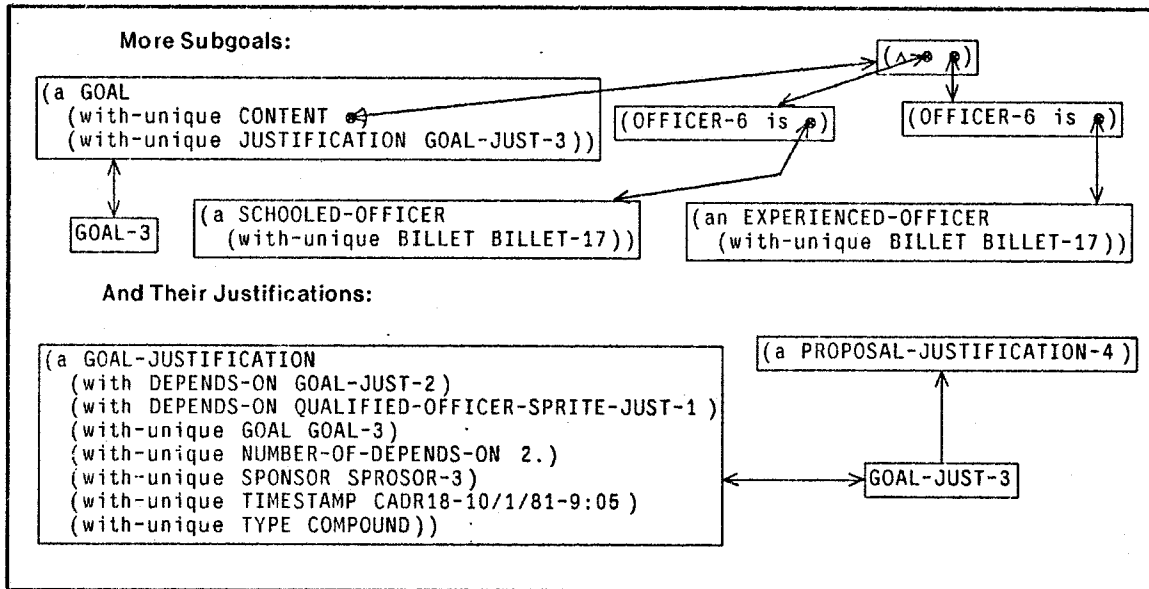 More Subgoals:
(∧ )
(a GOAL
(with-unique CONTENT )
(with-unique JUSTIFICATION GOAL-JUST-3))
(OFFICER-6 is )
(OFFICER-6 is )
GOAL-3
(a SCHOOLED-OFFICER
(with-unique BILLET BILLET-17))
(an EXPERIENCED-OFFICER
(with-unique BILLET BILLET-17))
And Their Justifications:
(a GOAL-JUSTIFICATION
(with DEPENDS-ON GOAL-JUST-2)
(with DEPENDS-ON QUALIFIED-OFFICER-SPRITE-JUST-1)
(with-unique GOAL GOAL-3)
(with-unique NUMBER-OF-DEPENDS-ON 2.)
(with-unique SPONSOR SPROSOR-3)
(with-unique TIMESTAMP CADR18-10/1/81-9:05)
(with-unique TYPE COMPOUND))
(a PROPOSAL-JUSTIFICATION-4)
GOAL-JUST-3